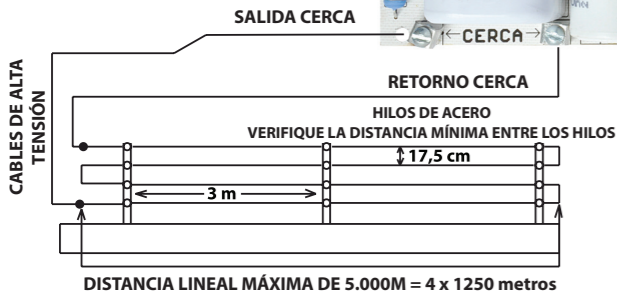 SALIDA CERCA
CERCA
RETORNO CERCA
CABLES DE ALTA
TENSIÓN
HILOS DE ACERO
VERIFIQUE LA DISTANCIA MÍNIMA ENTRE LOS HILOS
17,5 cm
3 m
DISTANCIA LINEAL MÁXIMA DE 5.000M = 4 x 1250 metros